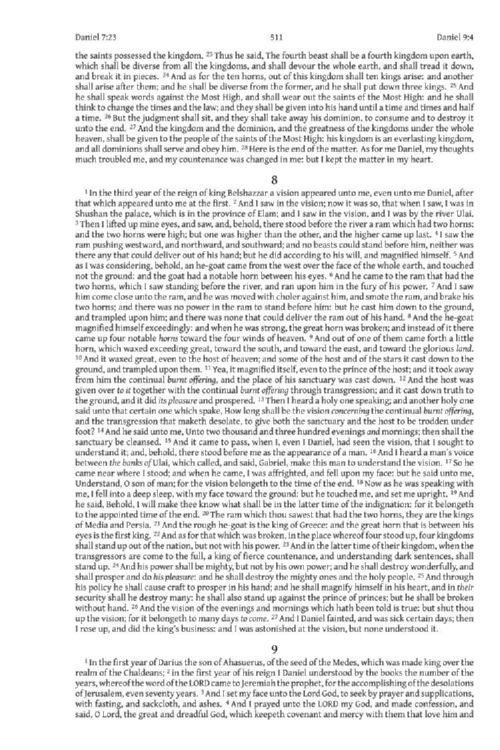 Daniel 7:23 511 Daniel 9:4
the saints possessed the kingdom. 23 Thus he said, The fourth beast shall be a fourth kingdom upon earth,
which shall be diverse from all the kingdoms, and shall devour the whole earth, and shall tread it down,
and break it in pieces. 24 And as for the ten horns, out of this kingdom shall ten kings arise: and another
shall arise after them; and he shall be diverse from the former, and he shall put down three kings. 25 And
he shall speak words against the Most High, and shall wear out the saints of the Most High: and he shall
think to change the times and the law; and they shall be given into his hand until a time and times and half
a time. 26 But the judgment shall sit, and they shall take away his dominion, to consume and to destroy it
unto the end. 27 And the kingdom and the dominion, and the greatness of the kingdoms under the whole
heaven, shall be given to the people of the saints of the Most High: his kingdom is an everlasting kingdom,
and all dominions shall serve and obey him. 28 Here is the end of the matter. As for me Daniel, my thoughts
much troubled me, and my countenance was changed in me: but I kept the matter in my heart.
8
1 In the third year of the reign of king Belshazzar a vision appeared unto me, even unto me Daniel, after
that which appeared unto me at the first. 2 And I saw in the vision; now it was so, that when I saw, I was in
Shushan the palace, which is in the province of Elam; and I saw in the vision, and I was by the river Ulai.
3 Then I lifted up mine eyes, and saw, and, behold, there stood before the river a ram which had two horns:
and the two horns were high; but one was higher than the other, and the higher came up last. 4 I saw the
ram pushing westward, and northward, and southward; and no beasts could stand before him, neither was
there any that could deliver out of his hand; but he did according to his will, and magnified himself. 5 And
as I was considering, behold, an he-goat came from the west over the face of the whole earth, and touched
not the ground: and the goat had a notable horn between his eyes. 6 And he came to the ram that had the
two horns, which I saw standing before the river, and ran upon him in the fury of his power. 7 And I saw
him come close unto the ram, and he was moved with choler against him, and smote the ram, and brake his
two horns; and there was no power in the ram to stand before him: but he cast him down to the ground,
and trampled upon him; and there was none that could deliver the ram out of his hand. 8 And the he-goat
magnified himself exceedingly: and when he was strong, the great horn was broken; and instead of it there
came up four notable horns toward the four winds of heaven. 9 And out of one of them came forth a little
horn, which waxed exceeding great, toward the south, and toward the east, and toward the glorious land.
10 And it waxed great, even to the host of heaven; and some of the host and of the stars it cast down to the
ground, and trampled upon them. 11 Yea, it magnified itself, even to the prince of the host; and it took away
from him the continual burnt offering, and the place of his sanctuary was cast down. 12 And the host was
given over to it together with the continual burnt offering through transgression; and it cast down truth to
the ground, and it did its pleasure and prospered. 13 Then I heard a holy one speaking; and another holy one
said unto that certain one which spake, How long shall be the vision concerning the continual burnt offering,
and the transgression that maketh desolate, to give both the sanctuary and the host to be trodden under
foot? 14 And he said unto me, Unto two thousand and three hundred evenings and mornings; then shall the
sanctuary be cleansed. 15 And it came to pass, when I, even I Daniel, had seen the vision, that I sought to
understand it; and, behold, there stood before me as the appearance of a man. 16 And I heard a man's voice
between the banks of Ulai, which called, and said, Gabriel, make this man to understand the vision. 17 So he
came near where I stood; and when he came, I was affrighted, and fell upon my face: but he said unto me,
Understand, O son of man; for the vision belongeth to the time of the end. 18 Now as he was speaking with
me, I fell into a deep sleep, with my face toward the ground: but he touched me, and set me upright. 19 And
he said, Behold, I will make thee know what shall be in the latter time of the indignation: for it belongeth
to the appointed time of the end. 20 The ram which thou sawest that had the two horns, they are the kings
of Media and Persia. 21 And the rough he-goat is the king of Greece: and the great horn that is between his
eyes is the first king. 22 And as for that which was broken, in the place whereof four stood up, four kingdoms
shall stand up out of the nation, but not with his power. 23 And in the latter time of their kingdom, when the
transgressors are come to the full, a king of fierce countenance, and understanding dark sentences, shall
stand up. 24 And his power shall be mighty, but not by his own power; and he shall destroy wonderfully, and
shall prosper and do his pleasure: and he shall destroy the mighty ones and the holy people. 25 And through
his policy he shall cause craft to prosper in his hand; and he shall magnify himself in his heart, and in their
security shall he destroy many: he shall also stand up against the prince of princes; but he shall be broken
without hand. 26 And the vision of the evenings and mornings which hath been told is true: but shut thou
up the vision; for it belongeth to many days to come. 27 And I Daniel fainted, and was sick certain days; then
I rose up, and did the king's business: and I was astonished at the vision, but none understood it.
9
1 In the first year of Darius the son of Ahasuerus, of the seed of the Medes, which was made king over the
realm of the Chaldeans; 2 in the first year of his reign I Daniel understood by the books the number of the
years, whereof the word of the LORD came to Jeremiah the prophet, for the accomplishing of the desolations
of Jerusalem, even seventy years. 3 And I set my face unto the Lord God, to seek by prayer and supplications,
with fasting, and sackcloth, and ashes. 4 And I prayed unto the LORD my God, and made confession, and
said, O Lord, the great and dreadful God, which keepeth covenant and mercy with them that love him and